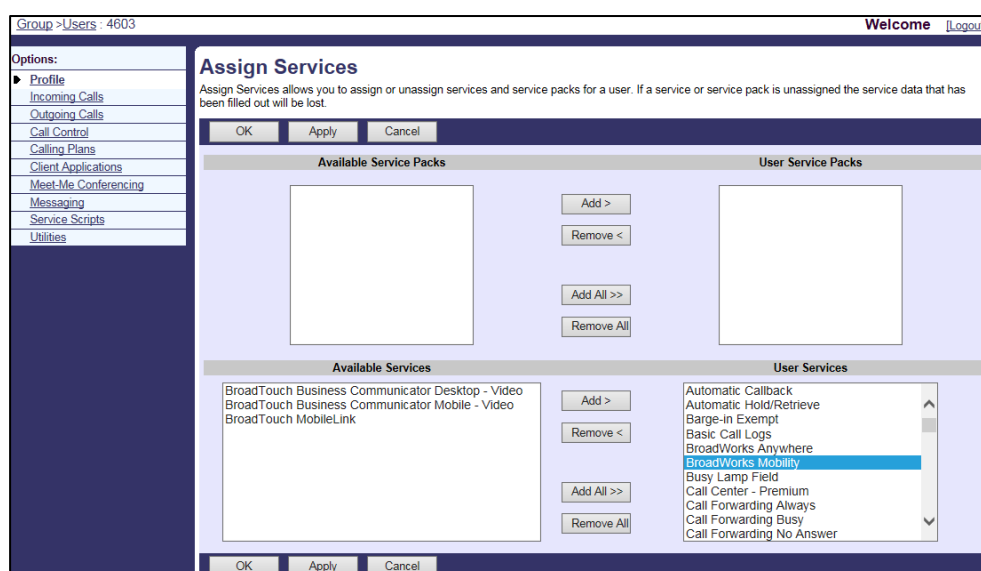 Group >Users : 4603
Welcome [Logout
Options:
Profile
Incoming Calls
Outgoing Calls
Call Control
Calling Plans
Client Applications
Meet-Me Conferencing
Messaging
Service Scripts
Utilities
Assign Services
Assign Services allows you to assign or unassign services and service packs for a user. If a service or service pack is unassigned the service data that has
been filled out will be lost.
OK Apply Cancel
Available Service Packs
User Service Packs
Add >
Remove <
Add All >>
Remove All
Available Services
User Services
BroadTouch Business Communicator Desktop - Video
BroadTouch Business Communicator Mobile - Video
BroadTouch MobileLink
Add >
Remove <
Add All >>
Remove All
Automatic Callback
Automatic Hold/Retrieve
Barge-in Exempt
Basic Call Logs
BroadWorks Anywhere
BroadWorks Mobility
Busy Lamp Field
Call Center - Premium
Call Forwarding Always
Call Forwarding Busy
Call Forwarding No Answer
OK Apply Cancel